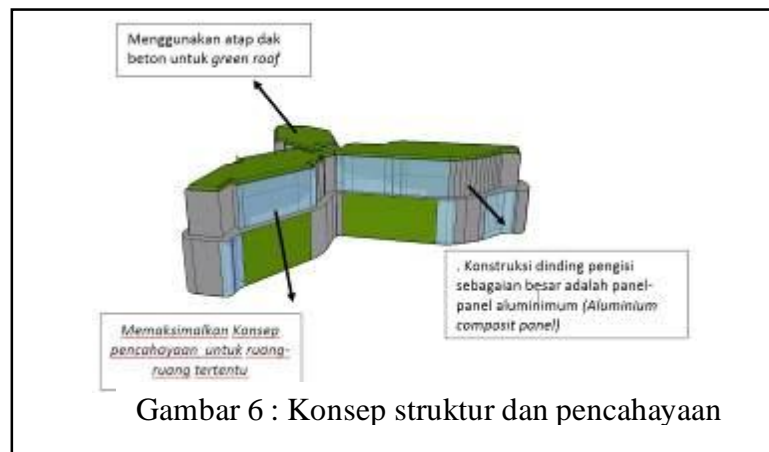 Menggunakan atap dak
beton untuk green roof
. Konstruksi dinding pengisi
sebagaian besar adalah panel-
panel aluminimum (Aluminium
composit panel)
Memaksimalkan Konsep
pencahayaan untuk ruang-
ruang tertentu
Gambar 6 : Konsep struktur dan pencahayaan